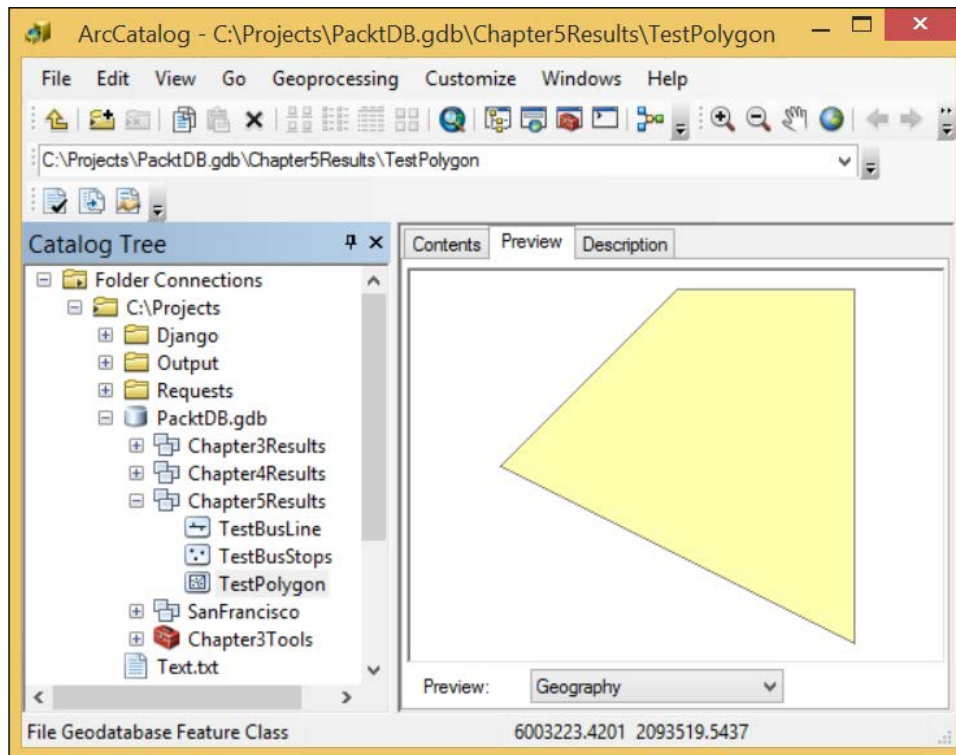 ArcCatalog - C:\Projects\PacktDB.gdb\Chapter5Results\TestPolygon
File Edit View Go Geoprocessing Customize Windows Help
C:\Projects\PacktDB.gdb\Chapter5Results\TestPolygon
Catalog Tree
Contents Preview Description
Folder Connections
C:\Projects
Django
Output
Requests
PacktDB.gdb
Chapter3Results
Chapter4Results
Chapter5Results
TestBusLine
TestBusStops
TestPolygon
SanFrancisco
Chapter3Tools
Text.txt
Preview: Geography
File Geodatabase Feature Class 6003223.4201 2093519.5437